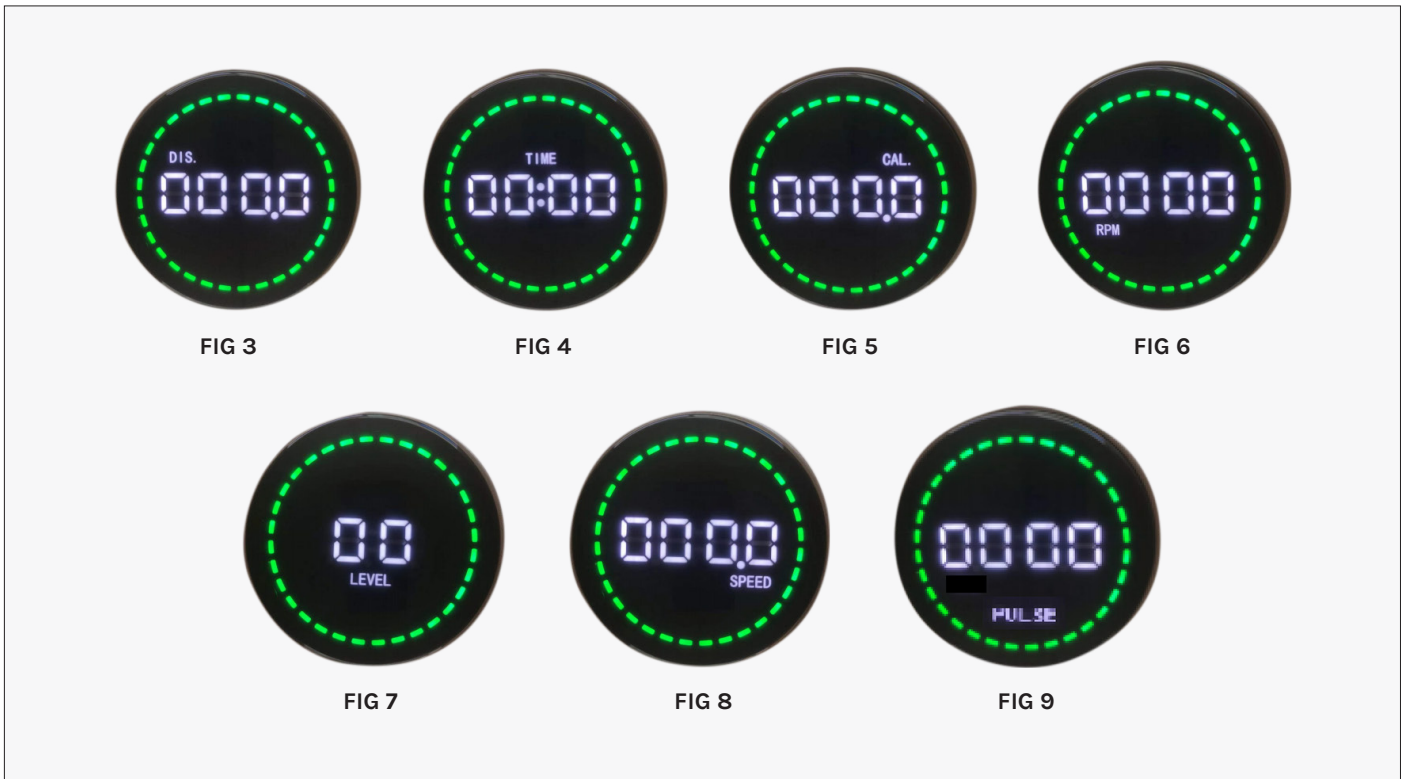 DIS.
000.0
FIG 3
TIME
00:00
FIG 4
CAL.
000.0
FIG 5
0000
RPM
FIG 6
00
LEVEL
FIG 7
000.0
SPEED
FIG 8
0000
PULSE
FIG 9